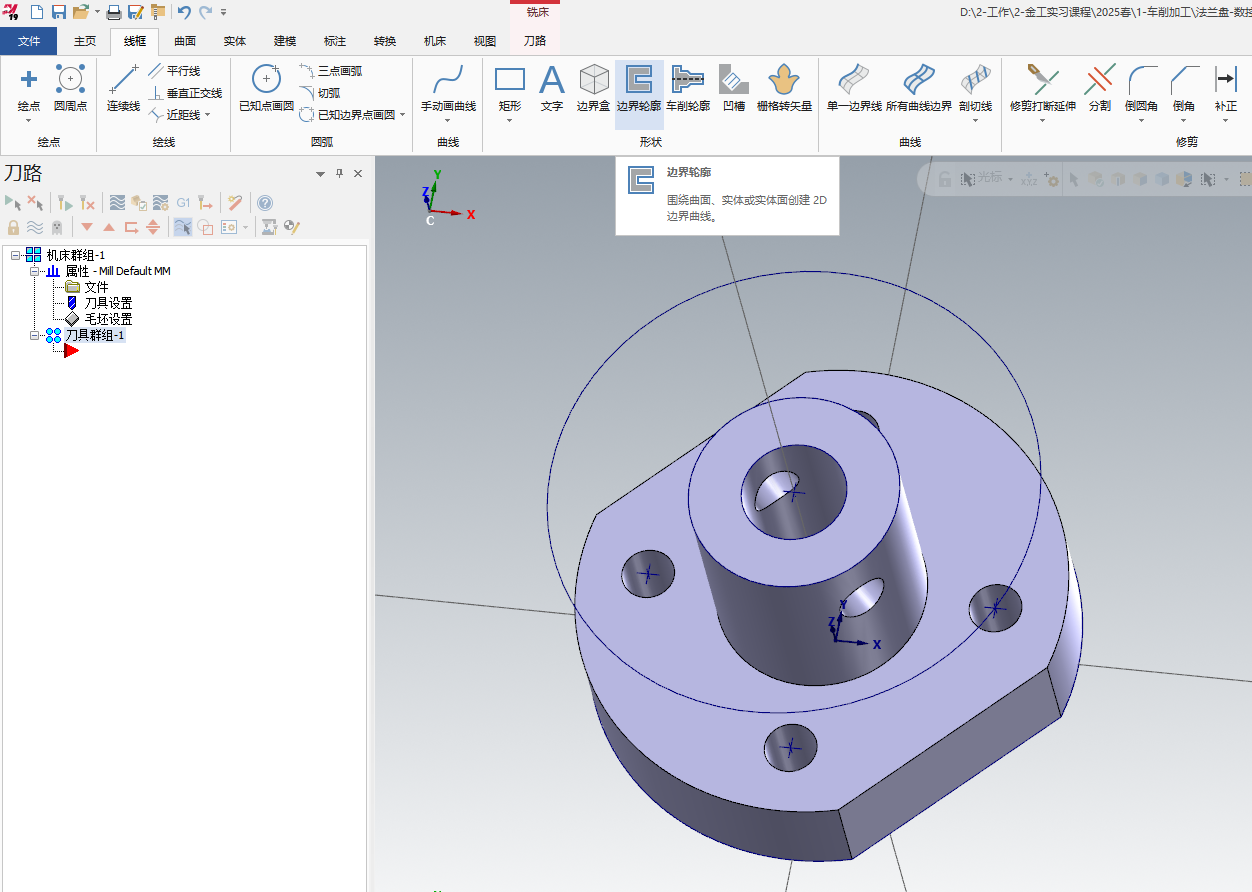 19
D:\2-工作\2-金工实习课程\2025春\1-车削加工\法兰盘-数控
铣床
文件 主页 线框 曲面 实体 建模 标注 转换 机床 视图 刀路
绘点 圆周点 连续线 平行线 垂直正交线 近距线 已知点画圆 三点画弧 切弧 已知边界点画圆 手动画曲线 矩形 文字 边界盒 边界轮廓 车削轮廓 凹槽 栅格转矢量 单一边界线 所有曲线边界 剖切线 修剪打断延伸 分割 倒圆角 倒角 补正
绘点 绘线 圆弧 曲线 形状 曲线 修剪
刀路
G1
机床群组-1
属性 - Mill Default MM
文件
刀具设置
毛坯设置
刀具群组-1
边界轮廓
围绕曲面、实体或实体面创建 2D
边界曲线。
光标
XYZ
Y
Z
X
C
Y
Z
X